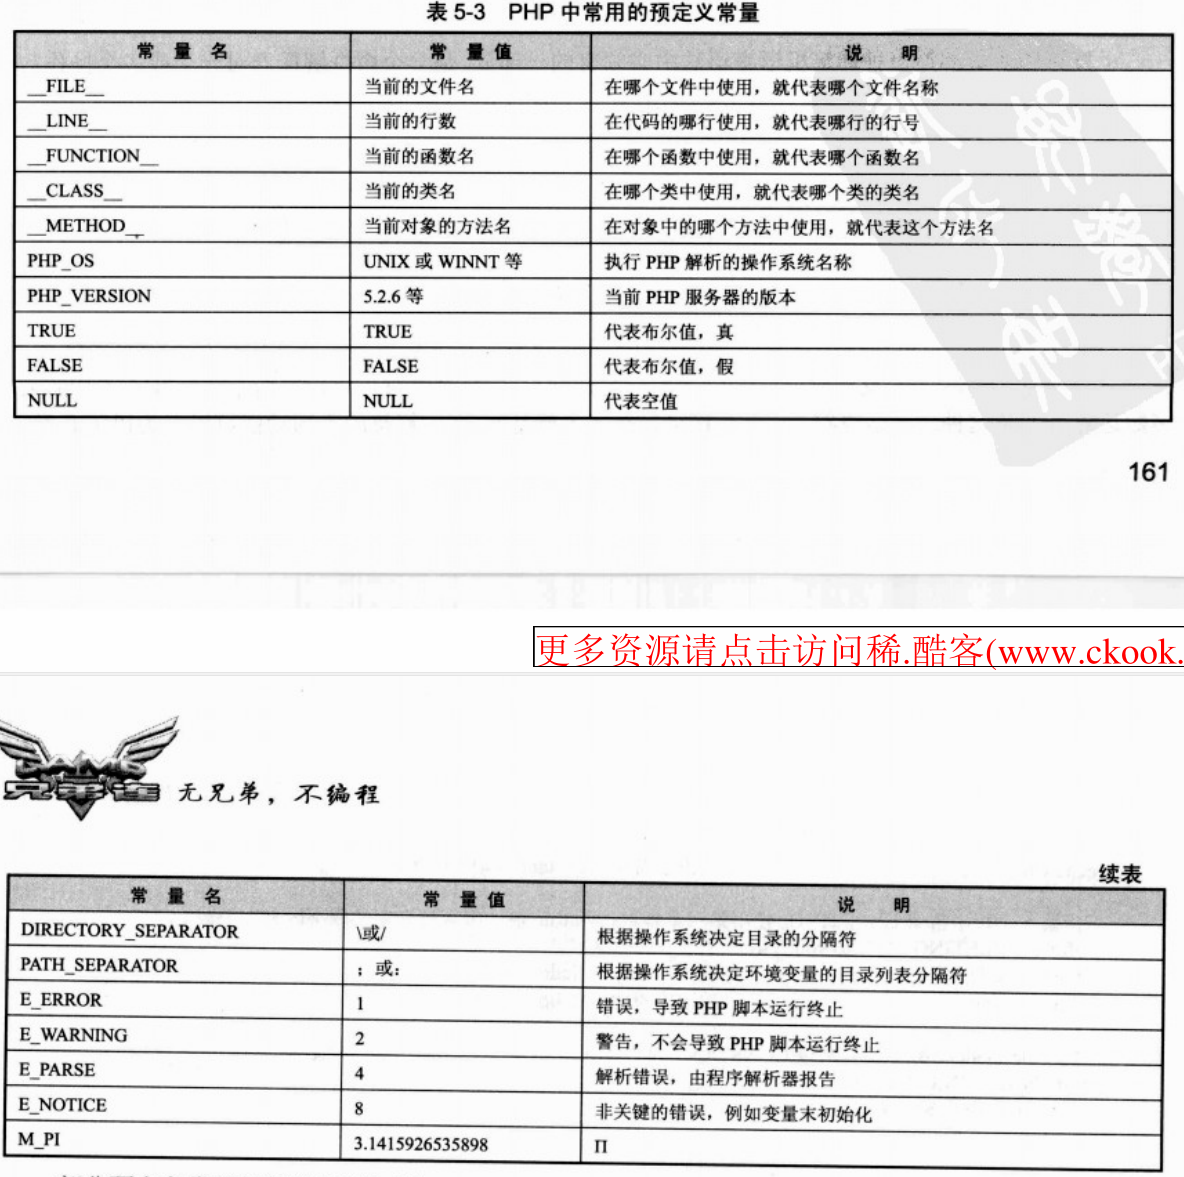 表 5-3 PHP 中常用的预定义常量
常 量 名 常 量 值 说 明
__FILE__ 当前的文件名 在哪个文件中使用，就代表哪个文件名称
__LINE__ 当前的行数 在代码的哪行使用，就代表哪行的行号
__FUNCTION__ 当前的函数名 在哪个函数中使用，就代表哪个函数名
__CLASS__ 当前的类名 在哪个类中使用，就代表哪个类的类名
__METHOD__ 当前对象的方法名 在对象中的哪个方法中使用，就代表这个方法名
PHP_OS UNIX 或 WINNT 等 执行 PHP 解析的操作系统名称
PHP_VERSION 5.2.6 等 当前 PHP 服务器的版本
TRUE TRUE 代表布尔值，真
FALSE FALSE 代表布尔值，假
NULL NULL 代表空值
161
更多资源请点击访问稀.酷客(www.ckook.
LAMP
兄弟连
无兄弟，不编程
续表
常 量 名 常 量 值 说 明
DIRECTORY_SEPARATOR \或/ 根据操作系统决定目录的分隔符
PATH_SEPARATOR ；或： 根据操作系统决定环境变量的目录列表分隔符
E_ERROR 1 错误，导致 PHP 脚本运行终止
E_WARNING 2 警告，不会导致 PHP 脚本运行终止
E_PARSE 4 解析错误，由程序解析器报告
E_NOTICE 8 非关键的错误，例如变量末初始化
M_PI 3.1415926535898 Π